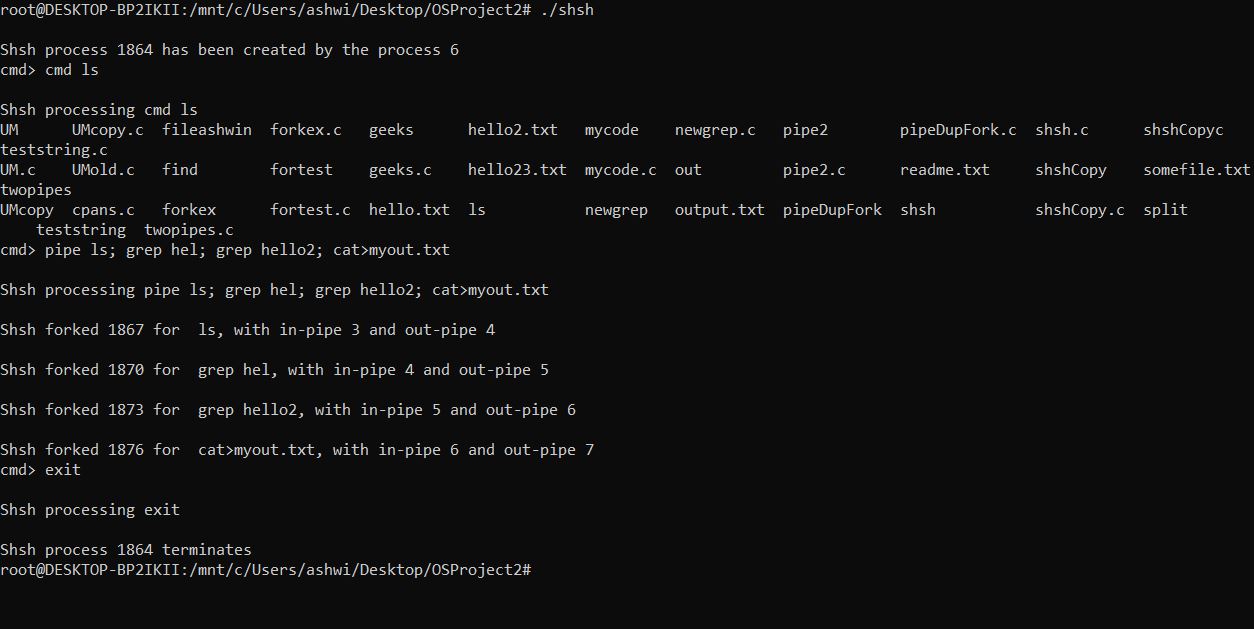 root@DESKTOP-BP2IKII:/mnt/c/Users/ashwi/Desktop/OSProject2# ./shsh
Shsh process 1864 has been created by the process 6
cmd> cmd ls
Shsh processing cmd ls
UM      UMcopy.c  fileashwin  forkex.c   geeks      hello2.txt   mycode    newgrep.c   pipe2        pipeDupFork.c  shsh.c      shshCopyc
teststring.c
UM.c    UMold.c   find        fortest    geeks.c    hello23.txt  mycode.c  out         pipe2.c      readme.txt     shshCopy    somefile.txt
twopipes
UMcopy  cpans.c   forkex      fortest.c  hello.txt  ls           newgrep   output.txt  pipeDupFork  shsh           shshCopy.c  split
    teststring  twopipes.c
cmd> pipe ls; grep hel; grep hello2; cat>myout.txt
Shsh processing pipe ls; grep hel; grep hello2; cat>myout.txt
Shsh forked 1867 for  ls, with in-pipe 3 and out-pipe 4
Shsh forked 1870 for  grep hel, with in-pipe 4 and out-pipe 5
Shsh forked 1873 for  grep hello2, with in-pipe 5 and out-pipe 6
Shsh forked 1876 for  cat>myout.txt, with in-pipe 6 and out-pipe 7
cmd> exit
Shsh processing exit
Shsh process 1864 terminates
root@DESKTOP-BP2IKII:/mnt/c/Users/ashwi/Desktop/OSProject2#